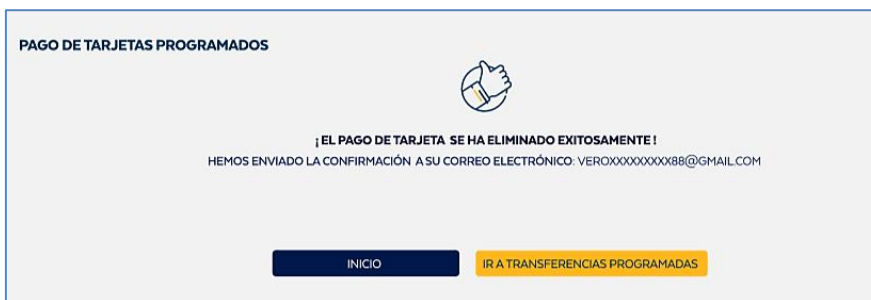 PAGO DE TARJETAS PROGRAMADOS
¡ EL PAGO DE TARJETA SE HA ELIMINADO EXITOSAMENTE !
HEMOS ENVIADO LA CONFIRMACIÓN A SU CORREO ELECTRÓNICO: VEROXXXXXXXXX88@GMAIL.COM
INICIO
IR A TRANSFERENCIAS PROGRAMADAS